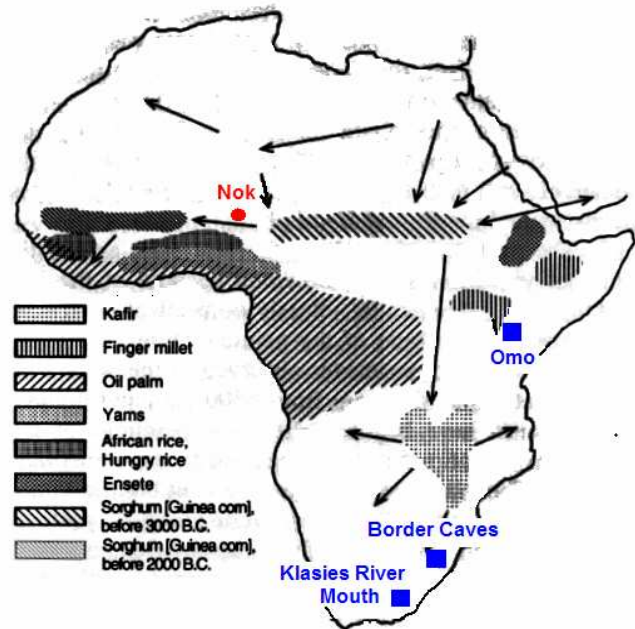 Nok
Omo
Border Caves
Klasies River
Mouth
Kafir
Finger millet
Oil palm
Yams
African rice,
Hungry rice
Ensete
Sorghum [Guinea corn],
before 3000 B.C.
Sorghum [Guinea corn],
before 2000 B.C.